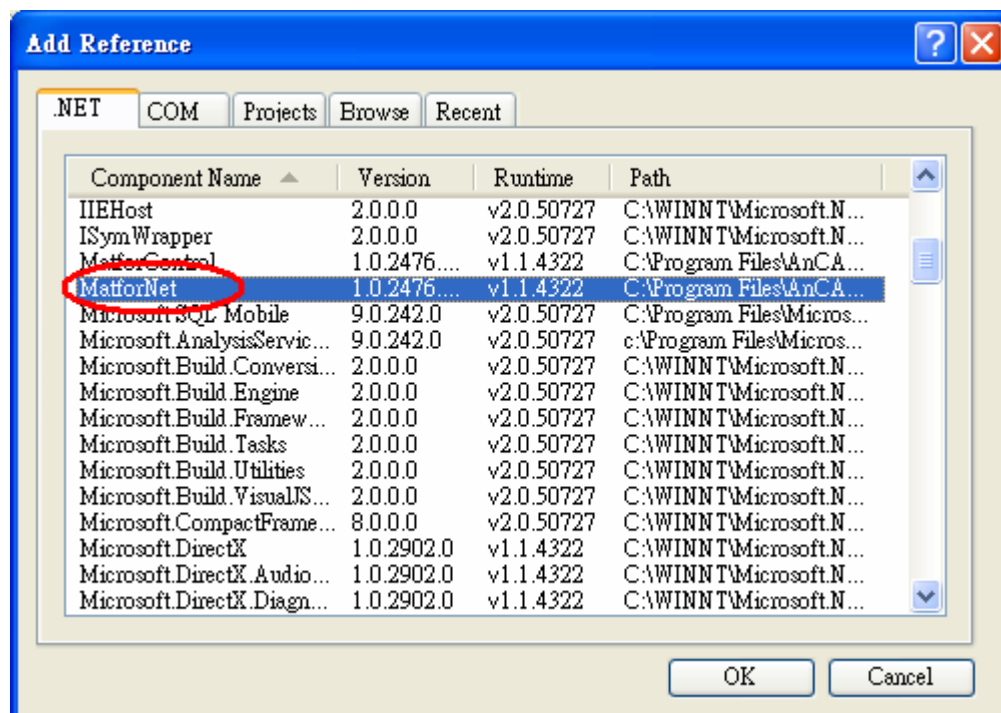 Add Reference
.NET COM Projects Browse Recent
Component Name Version Runtime Path
IIEHost 2.0.0.0 v2.0.50727 C:\WINNT\Microsoft.N...
ISymWrapper 2.0.0.0 v2.0.50727 C:\WINNT\Microsoft.N...
MatforControl 1.0.2476.... v1.1.4322 C:\Program Files\AnCA...
MatforNet 1.0.2476.... v1.1.4322 C:\Program Files\AnCA...
Microsoft SQL Mobile 9.0.242.0 v2.0.50727 C:\Program Files\Micros...
Microsoft.AnalysisServic... 9.0.242.0 v2.0.50727 c:\Program Files\Micros...
Microsoft.Build.Conversi... 2.0.0.0 v2.0.50727 C:\WINNT\Microsoft.N...
Microsoft.Build.Engine 2.0.0.0 v2.0.50727 C:\WINNT\Microsoft.N...
Microsoft.Build.Framew... 2.0.0.0 v2.0.50727 C:\WINNT\Microsoft.N...
Microsoft.Build.Tasks 2.0.0.0 v2.0.50727 C:\WINNT\Microsoft.N...
Microsoft.Build.Utilities 2.0.0.0 v2.0.50727 C:\WINNT\Microsoft.N...
Microsoft.Build.VisualJS... 2.0.0.0 v2.0.50727 C:\WINNT\Microsoft.N...
Microsoft.CompactFrame... 8.0.0.0 v2.0.50727 C:\WINNT\Microsoft.N...
Microsoft.DirectX 1.0.2902.0 v1.1.4322 C:\WINNT\Microsoft.N...
Microsoft.DirectX.Audio... 1.0.2902.0 v1.1.4322 C:\WINNT\Microsoft.N...
Microsoft.DirectX.Diagn... 1.0.2902.0 v1.1.4322 C:\WINNT\Microsoft.N...
OK Cancel